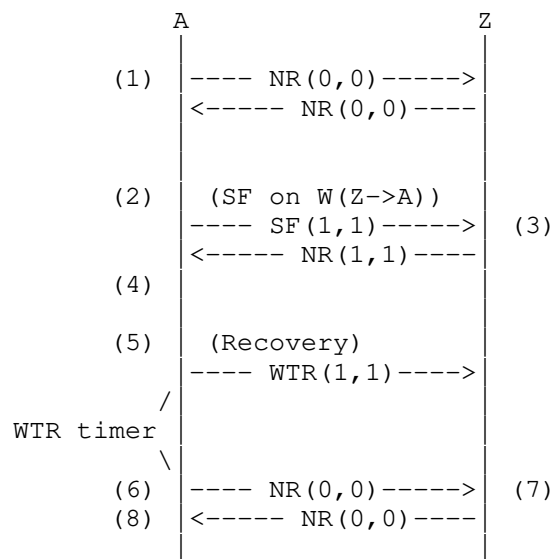 A Z
(1) |---- NR(0,0)----->|
|<----- NR(0,0)----|
(2) | (SF on W(Z->A)) |
|---- SF(1,1)----->| (3)
|<----- NR(1,1)----|
(4)
(5) | (Recovery) |
|---- WTR(1,1)---->|
/
WTR timer
\
(6) |---- NR(0,0)----->| (7)
(8) |<----- NR(0,0)----|